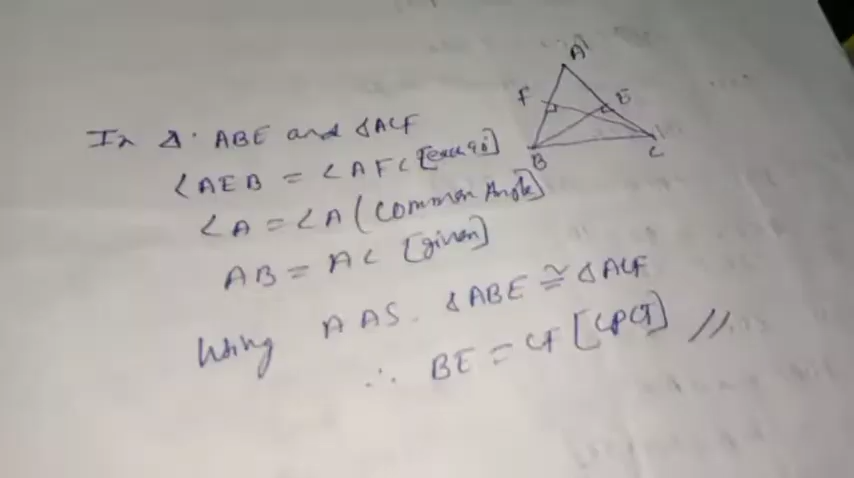 A
F
E
B
C
In Δ. ABE and ΔACF
∠AEB = ∠AFC [each 90°]
∠A = ∠A (Common Angle)
AB = AC [given]
Using AAS. ΔABE ≅ ΔACF
∴ BE = CF [CPCT] //